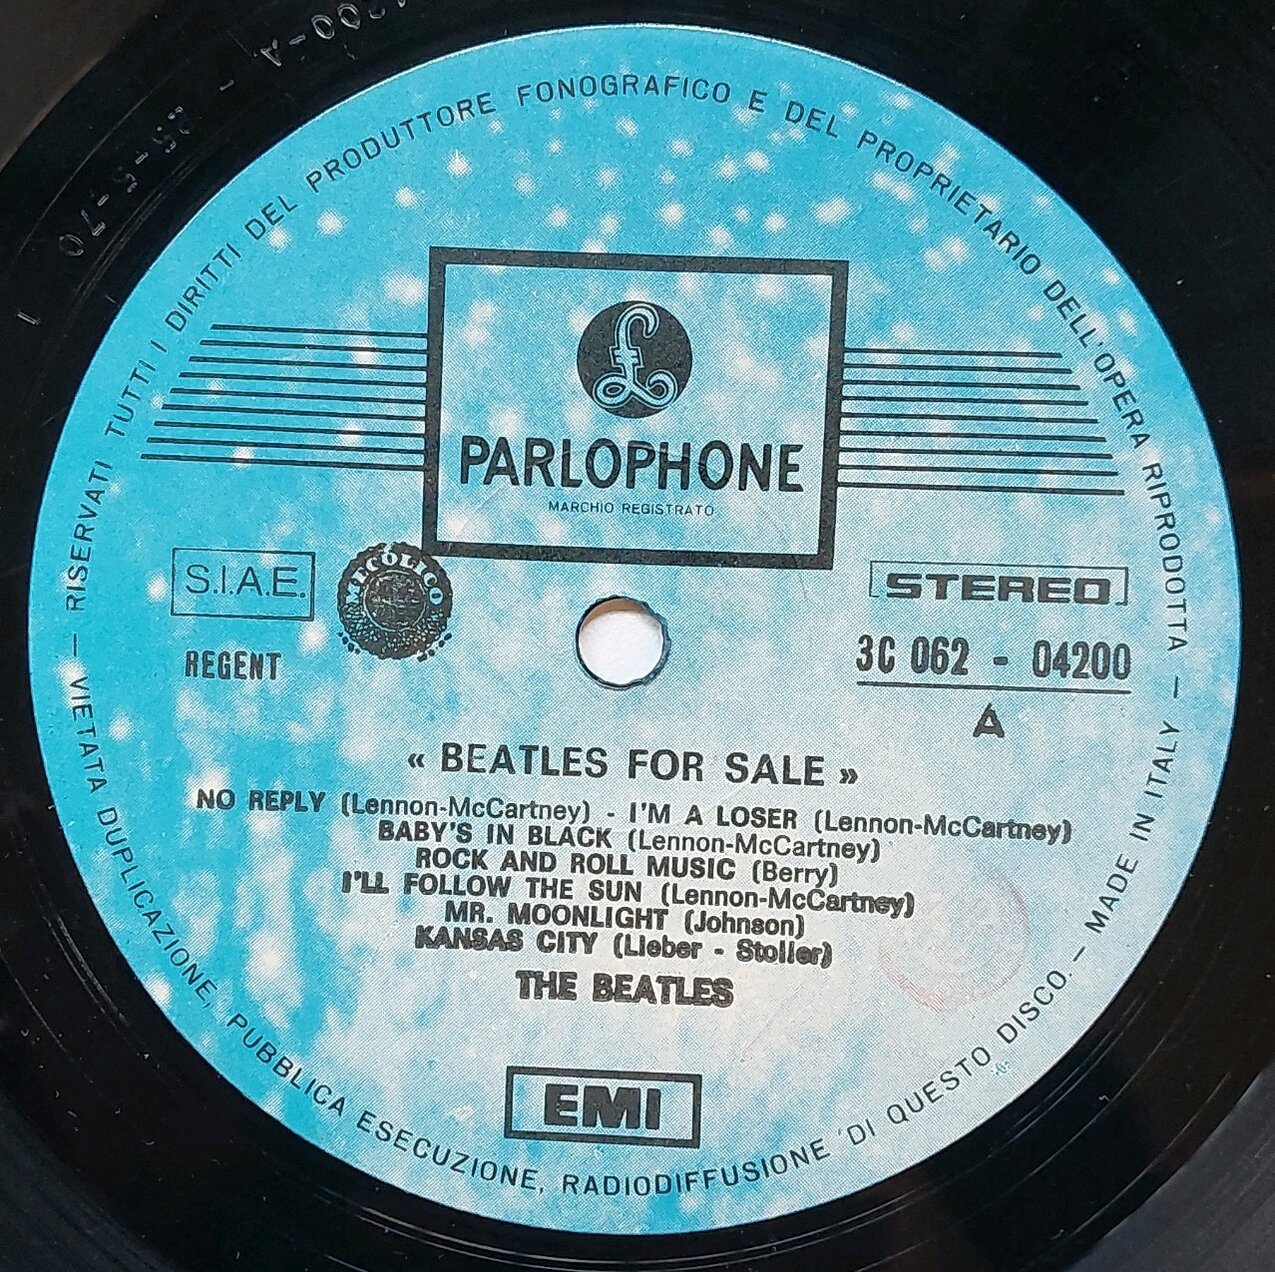 RISERVATI TUTTI I DIRITTI DEL PRODUTTORE FONOGRAFICO E DEL PROPRIETARIO DELL'OPERA RIPRODOTTA — MADE IN ITALY
— VIETATA DUPLICAZIONE, PUBBLICA ESECUZIONE, RADIODIFFUSIONE DI QUESTO DISCO. —
PARLOPHONE
MARCHIO REGISTRATO
S.I.A.E.
MECOLICO
STEREO
REGENT
3C 062 - 04200
A
« BEATLES FOR SALE »
NO REPLY (Lennon-McCartney) - I'M A LOSER (Lennon-McCartney)
BABY'S IN BLACK (Lennon-McCartney)
ROCK AND ROLL MUSIC (Berry)
I'LL FOLLOW THE SUN (Lennon-McCartney)
MR. MOONLIGHT (Johnson)
KANSAS CITY (Lieber - Stoller)
THE BEATLES
EMI